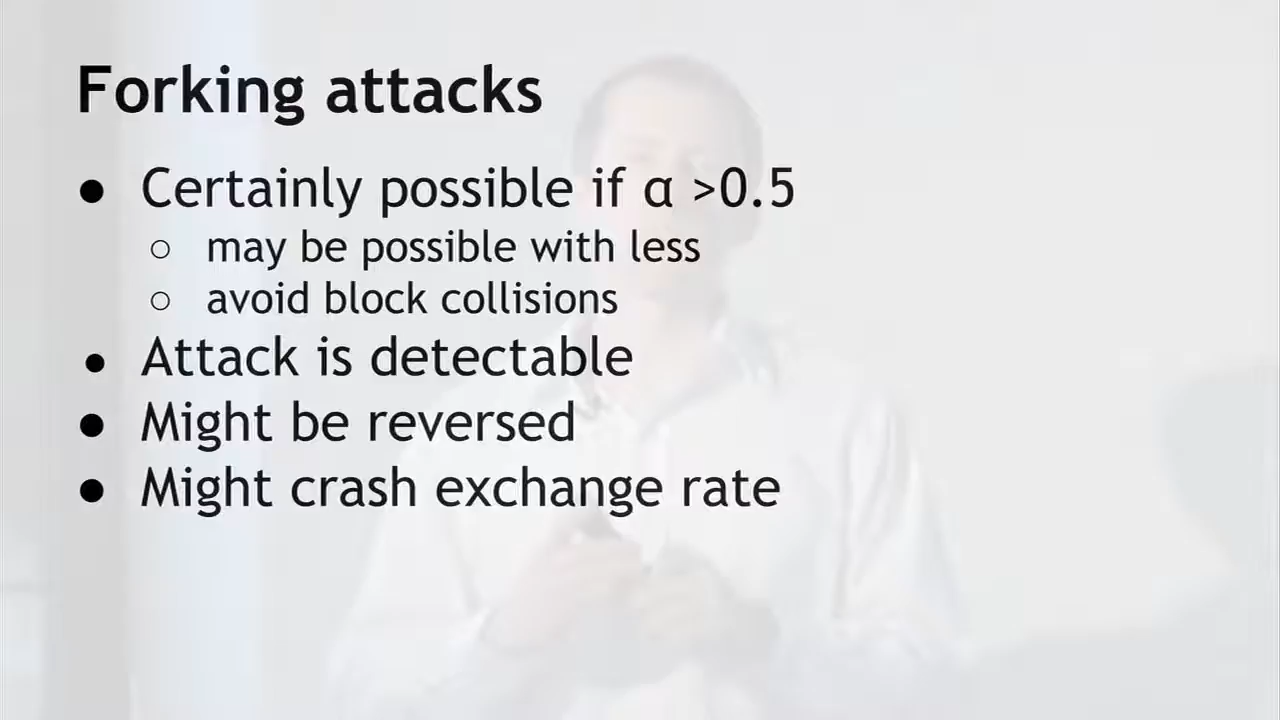 Forking attacks
● Certainly possible if α >0.5
○ may be possible with less
○ avoid block collisions
● Attack is detectable
● Might be reversed
● Might crash exchange rate